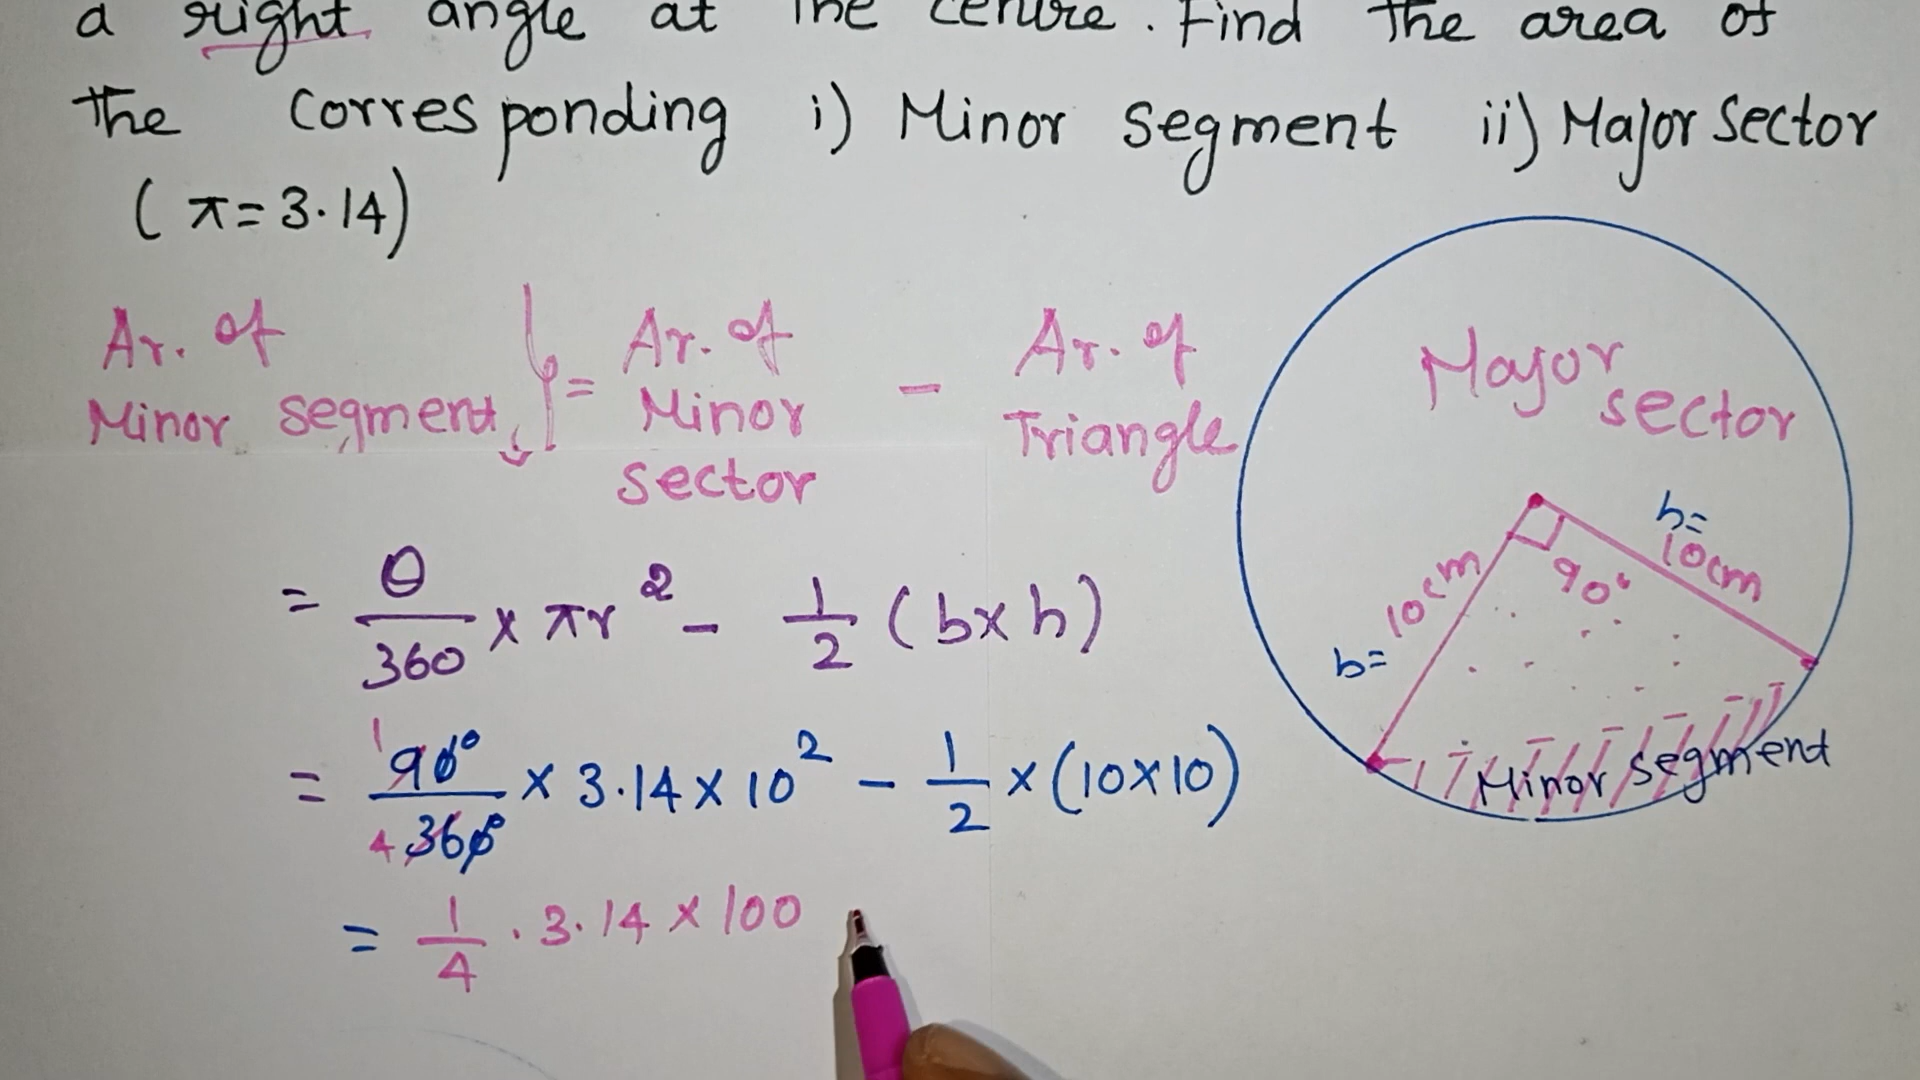 a right angle at the centre. Find the area of
the corresponding i) Minor segment ii) Major Sector
(π=3.14)
Ar. of Minor segment = Ar. of Minor sector - Ar. of Triangle
= θ/360 × πr² - 1/2 (b×h)
= 90°/360° × 3.14 × 10² - 1/2 × (10×10)
1
4
= 1/4 · 3.14 × 100
Major sector
h= 10cm
b= 10cm
90°
Minor segment